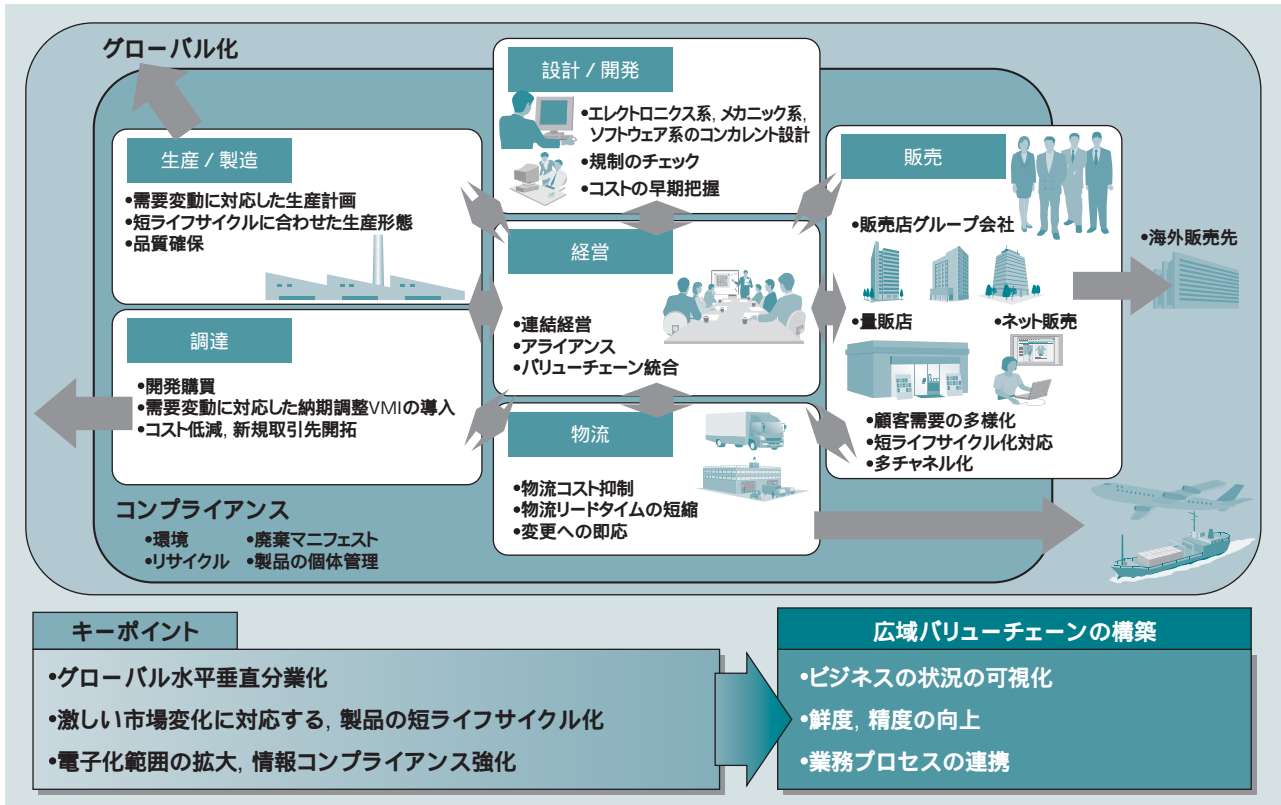 グローバル化
設計 / 開発
•エレクトロニクス系, メカニック系,
ソフトウェア系のコンカレント設計
•規制のチェック
•コストの早期把握
生産 / 製造
•需要変動に対応した生産計画
•短ライフサイクルに合わせた生産形態
•品質確保
経営
•連結経営
•アライアンス
•バリューチェーン統合
販売
•販売店グループ会社
•量販店
•ネット販売
•顧客需要の多様化
•短ライフサイクル化対応
•多チャネル化
•海外販売先
調達
•開発購買
•需要変動に対応した納期調整VMIの導入
•コスト低減, 新規取引先開拓
物流
•物流コスト抑制
•物流リードタイムの短縮
•変更への即応
コンプライアンス
•環境 •廃棄マニフェスト
•リサイクル •製品の個体管理
キーポイント
•グローバル水平垂直分業化
•激しい市場変化に対応する, 製品の短ライフサイクル化
•電子化範囲の拡大, 情報コンプライアンス強化
広域バリューチェーンの構築
•ビジネスの状況の可視化
•鮮度, 精度の向上
•業務プロセスの連携